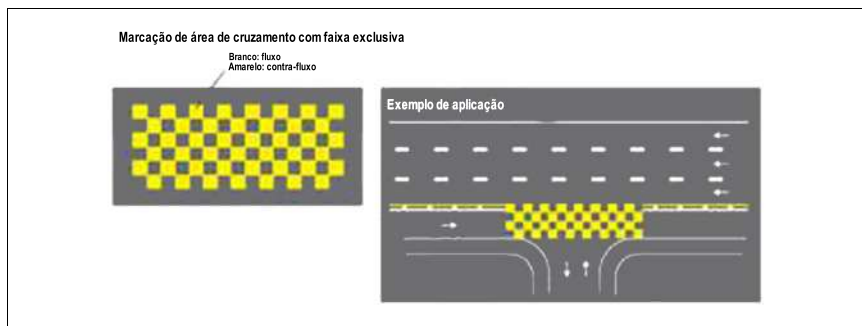 Marcação de área de cruzamento com faixa exclusiva
Branco: fluxo
Amarelo: contra-fluxo
Exemplo de aplicação